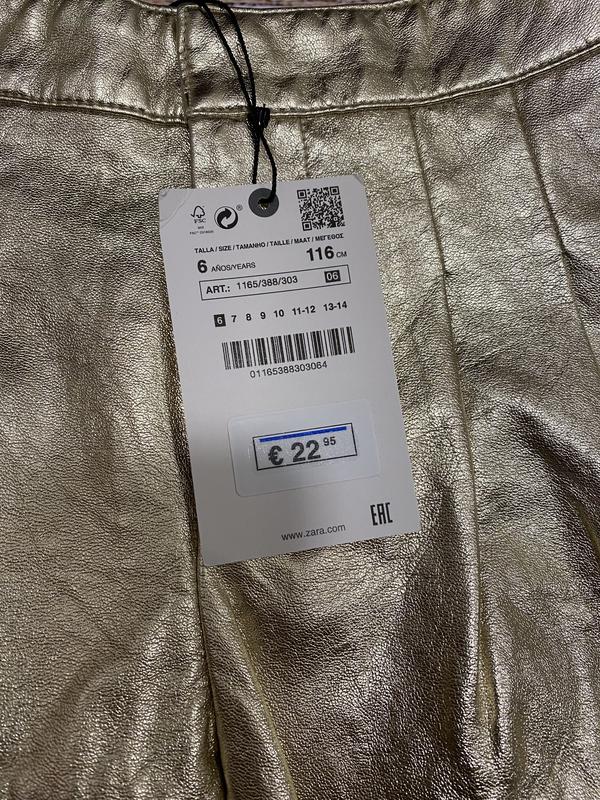 FSC
MIX
®
TALLA / SIZE / TAMANHO / TAILLE / MAAT / ΜΕΓΕΘΟΣ
6 AÑOS/YEARS 116 CM
ART.: 1165/388/303 06
6 7 8 9 10 11-12 13-14
01165388303064
€ 22 95
www.zara.com
EAC